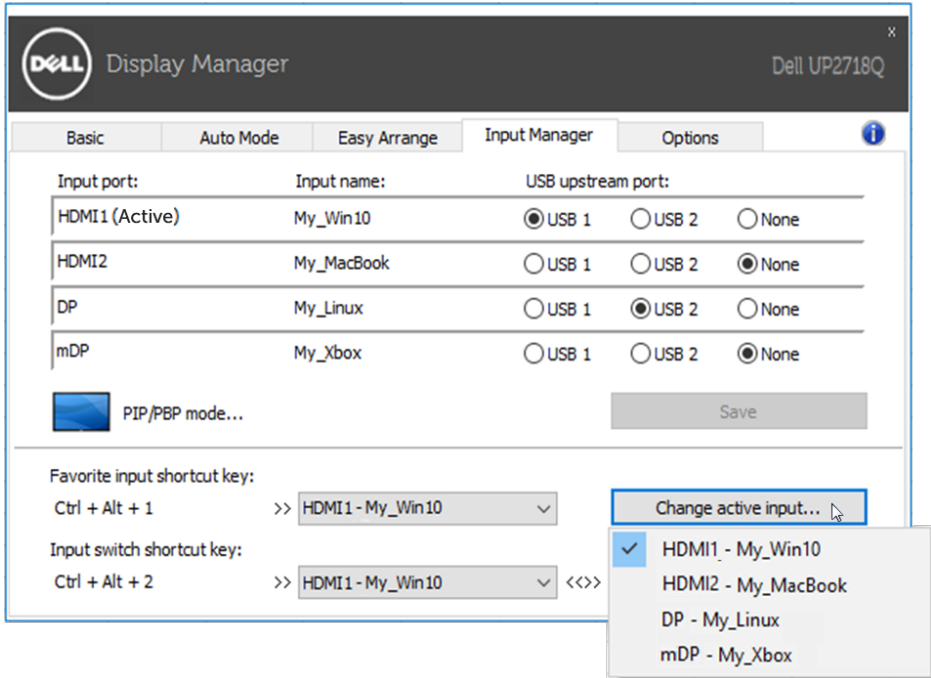 x
DELL Display Manager Dell UP2718Q
Basic Auto Mode Easy Arrange Input Manager Options i
Input port: Input name: USB upstream port:
HDMI1 (Active) My_Win10 USB 1 USB 2 None
HDMI2 My_MacBook USB 1 USB 2 None
DP My_Linux USB 1 USB 2 None
mDP My_Xbox USB 1 USB 2 None
PIP/PBP mode... Save
Favorite input shortcut key:
Ctrl + Alt + 1 >> HDMI1 - My_Win10 Change active input...
Input switch shortcut key:
HDMI1 - My_Win10
Ctrl + Alt + 2 >> HDMI1 - My_Win10 <<>>
HDMI2 - My_MacBook
DP - My_Linux
mDP - My_Xbox